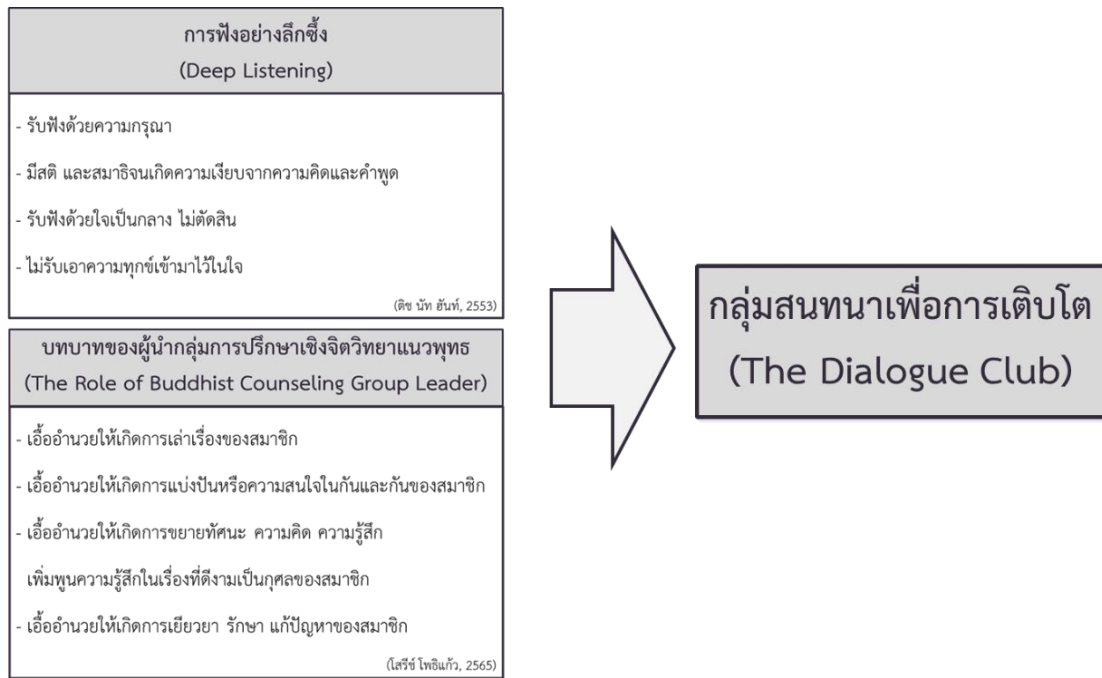 การฟังอย่างลึกซึ้ง
(Deep Listening)
- รับฟังด้วยความกรุณา
- มีสติ และสมาธิจนเกิดความเงียบจากความคิดและคำพูด
- รับฟังด้วยใจเป็นกลาง ไม่ตัดสิน
- ไม่รับเอาความทุกข์เข้ามาไว้ในใจ
(ติช นัท ฮันท์, 2553)
บทบาทของผู้นำกลุ่มการปรึกษาเชิงจิตวิทยาแนวพุทธ
(The Role of Buddhist Counseling Group Leader)
- เอื้ออำนวยให้เกิดการเล่าเรื่องของสมาชิก
- เอื้ออำนวยให้เกิดการแบ่งปันหรือความสนใจในกันและกันของสมาชิก
- เอื้ออำนวยให้เกิดการขยายทัศนะ ความคิด ความรู้สึก
เพิ่มพูนความรู้สึกในเรื่องที่ดีงามเป็นกุศลของสมาชิก
- เอื้ออำนวยให้เกิดการเยียวยา รักษา แก้ปัญหาของสมาชิก
(โสรีช์ โพธิแก้ว, 2565)
กลุ่มสนทนาเพื่อการเติบโต
(The Dialogue Club)